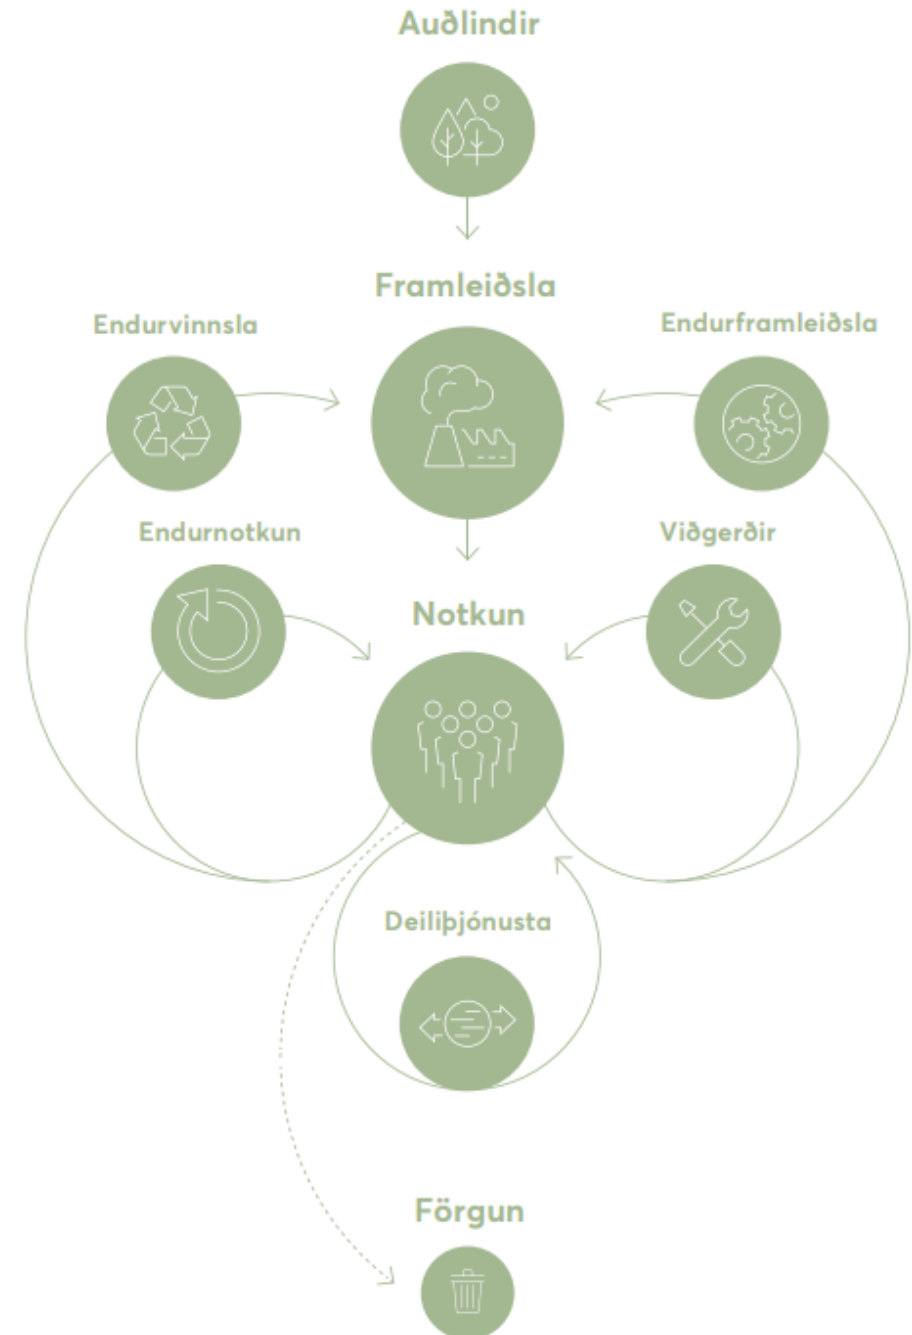 Auðlindir
Framleiðsla
Endurvinnsla
Endurframleiðsla
Endurnotkun
Viðgerðir
Notkun
Deiliþjónusta
Förgun